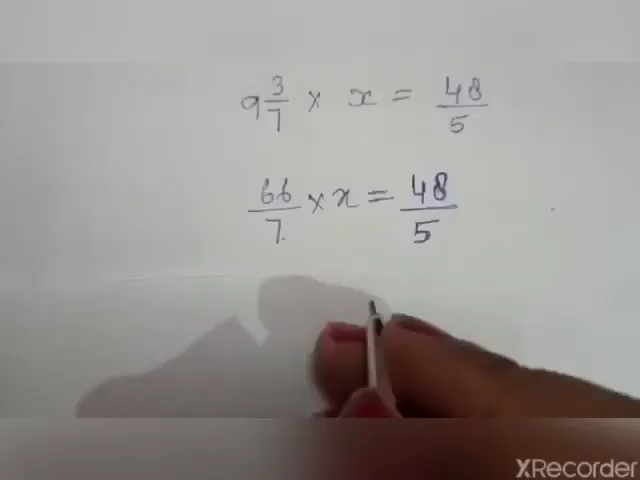 9 3/7 × x = 48/5
66/7 × x = 48/5
XRecorder